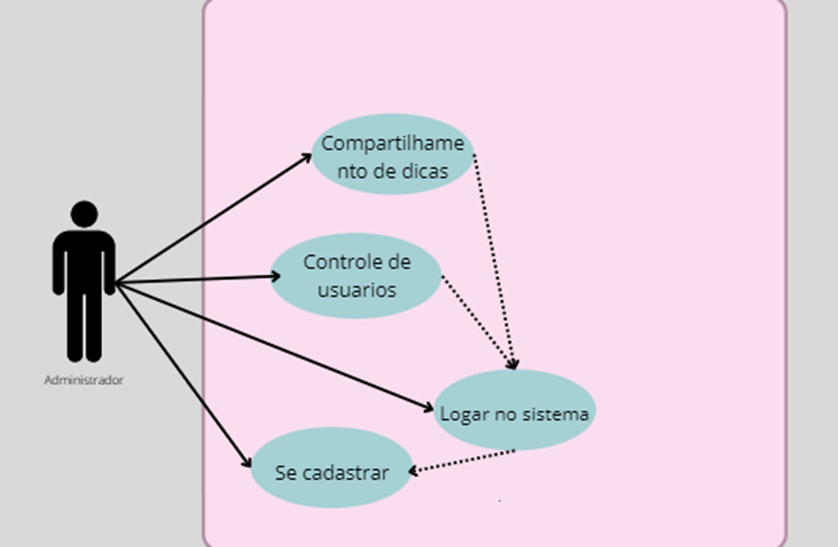 Compartilhame
nto de dicas
Controle de
usuarios
Administrador
Logar no sistema
Se cadastrar